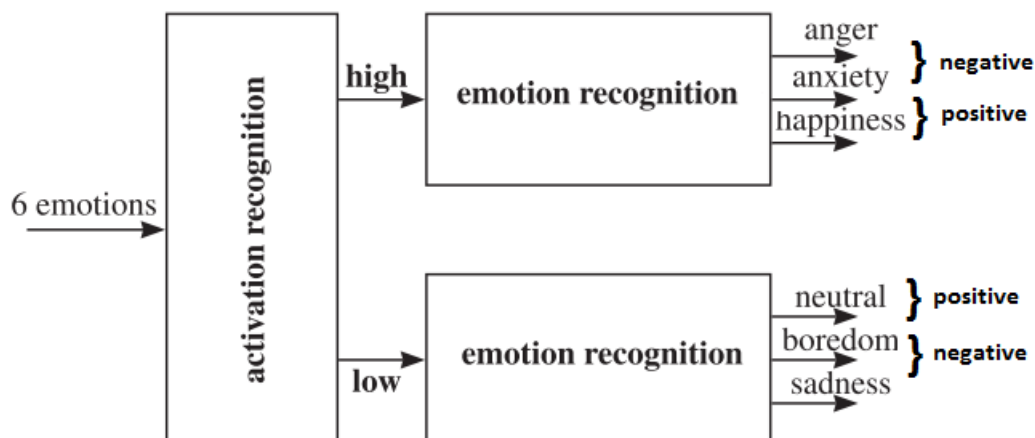 anger
} negative
high
emotion recognition
anxiety
happiness
} positive
activation recognition
6 emotions
neutral
} positive
emotion recognition
boredom
} negative
low
sadness